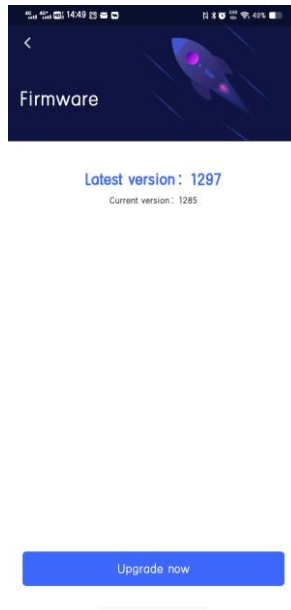 14:49 49%
Firmware
Latest version：1297
Current version：1285
Upgrade now